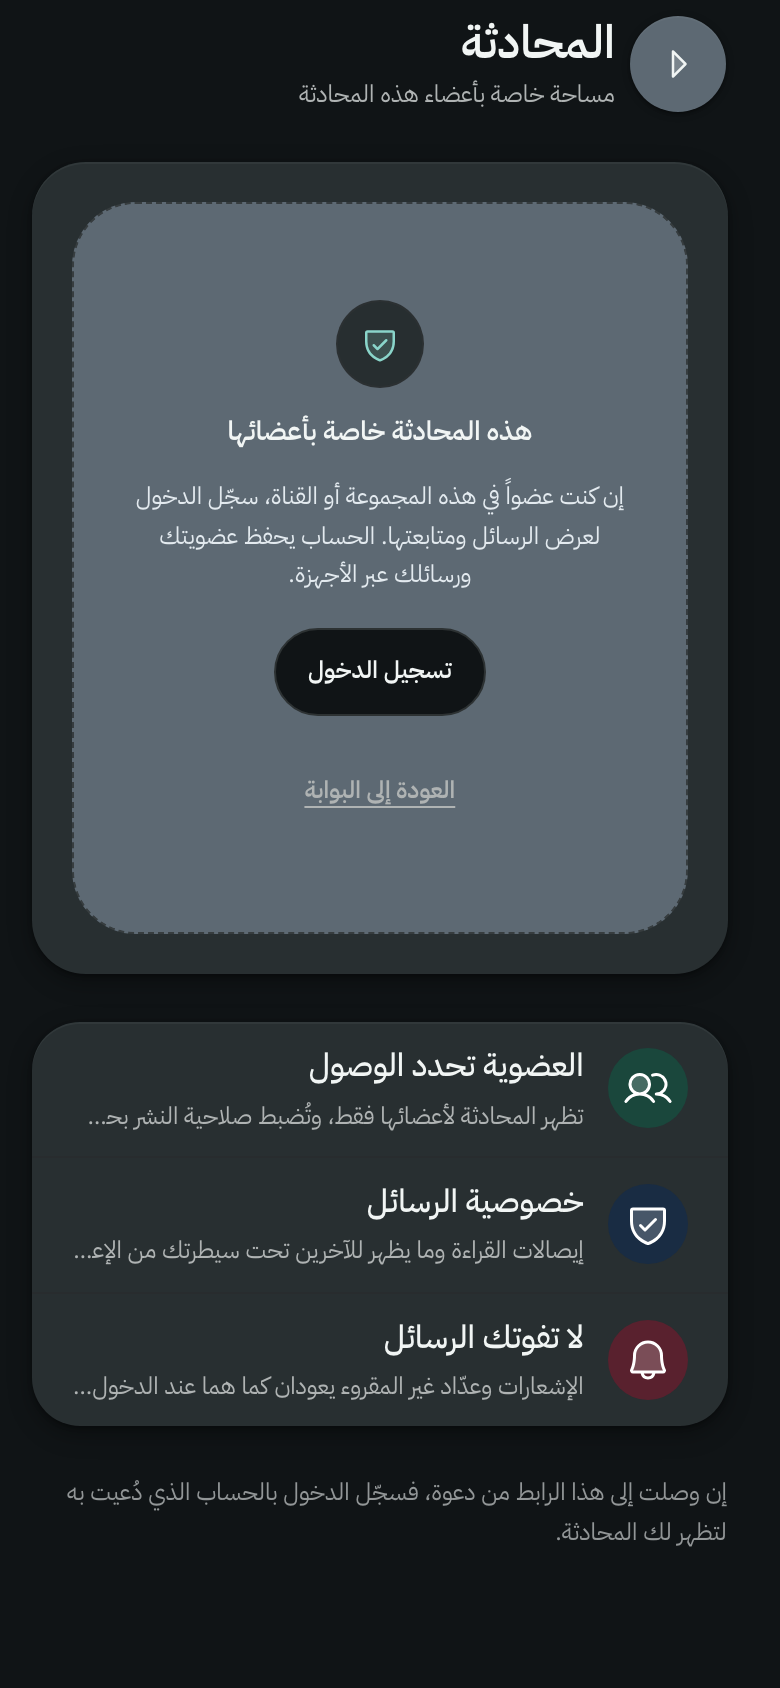 المحادثة
مساحة خاصة بأعضاء هذه المحادثة
هذه المحادثة خاصة بأعضائها
إن كنت عضواً في هذه المجموعة أو القناة، سجّل الدخول
لعرض الرسائل ومتابعتها. الحساب يحفظ عضويتك
ورسائلك عبر الأجهزة.
تسجيل الدخول
العودة إلى البوابة
العضوية تحدد الوصول
تظهر المحادثة لأعضائها فقط، وتُضبط صلاحية النشر بحـ...
خصوصية الرسائل
إيصالات القراءة وما يظهر للآخرين تحت سيطرتك من الإعـ...
لا تفوتك الرسائل
الإشعارات وعدّاد غير المقروء يعودان كما هما عند الدخول...
إن وصلت إلى هذا الرابط من دعوة، فسجّل الدخول بالحساب الذي دُعيت به
لتظهر لك المحادثة.